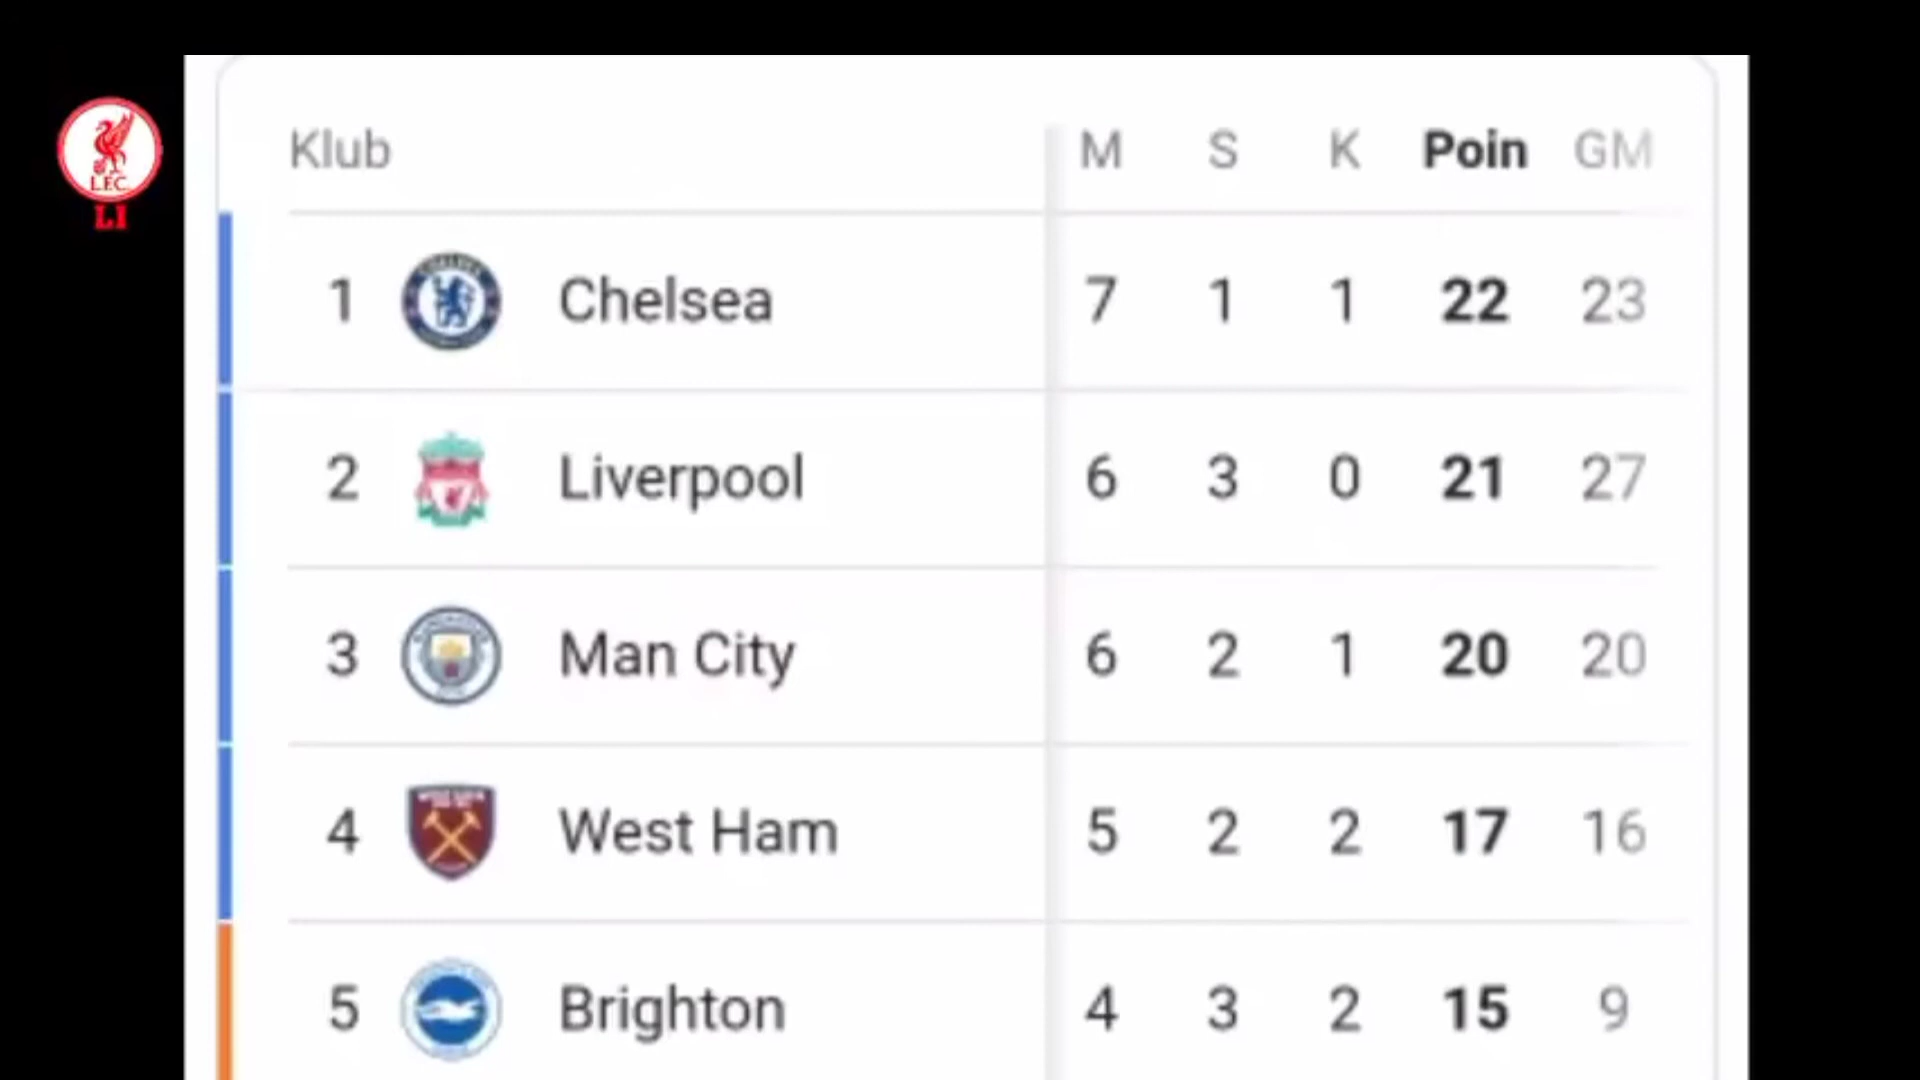 Klub M S K Poin GM
L.F.C.
LI
1 Chelsea 7 1 1 22 23
2 Liverpool 6 3 0 21 27
3 Man City 6 2 1 20 20
4 West Ham 5 2 2 17 16
5 Brighton 4 3 2 15 9